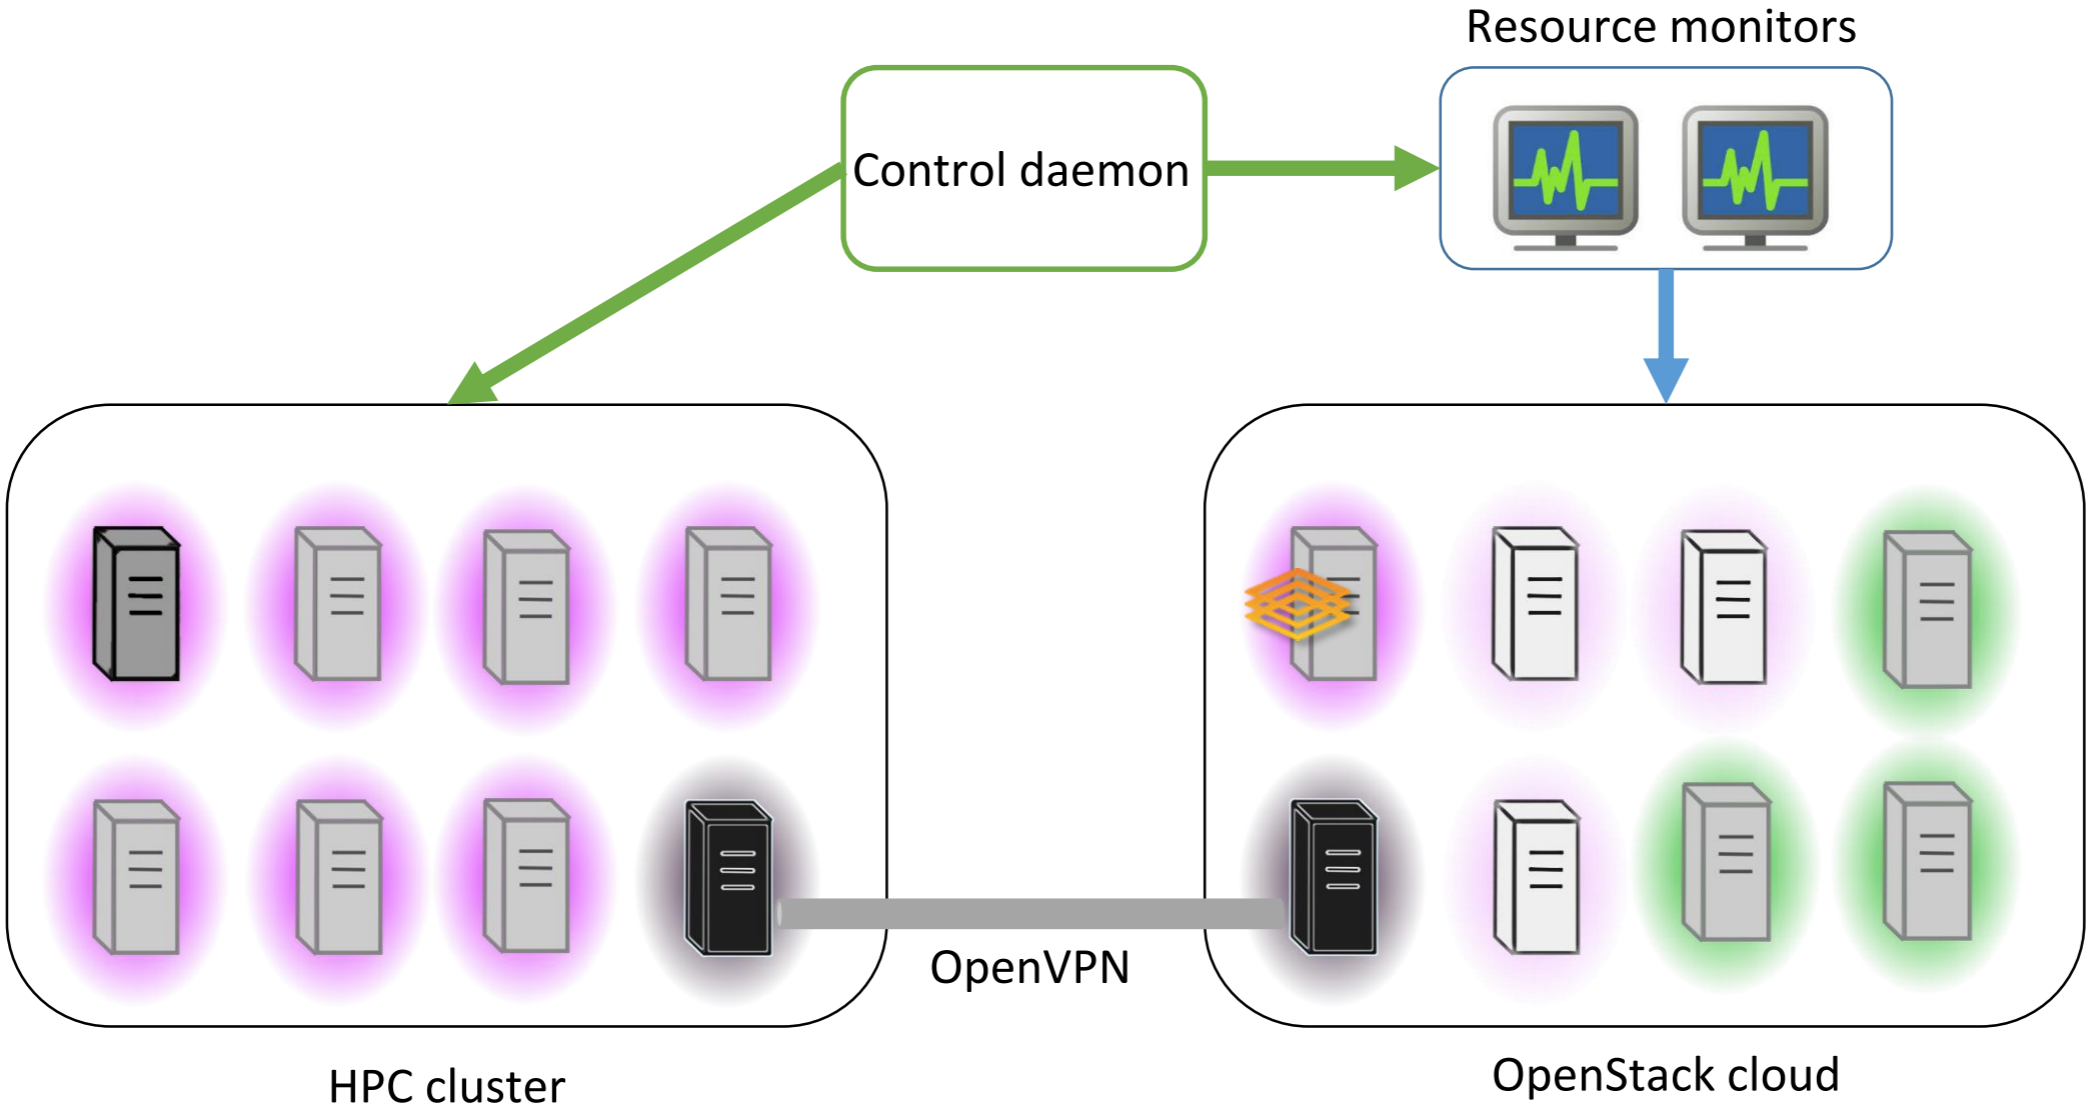 Resource monitors
Control daemon
OpenVPN
HPC cluster
OpenStack cloud